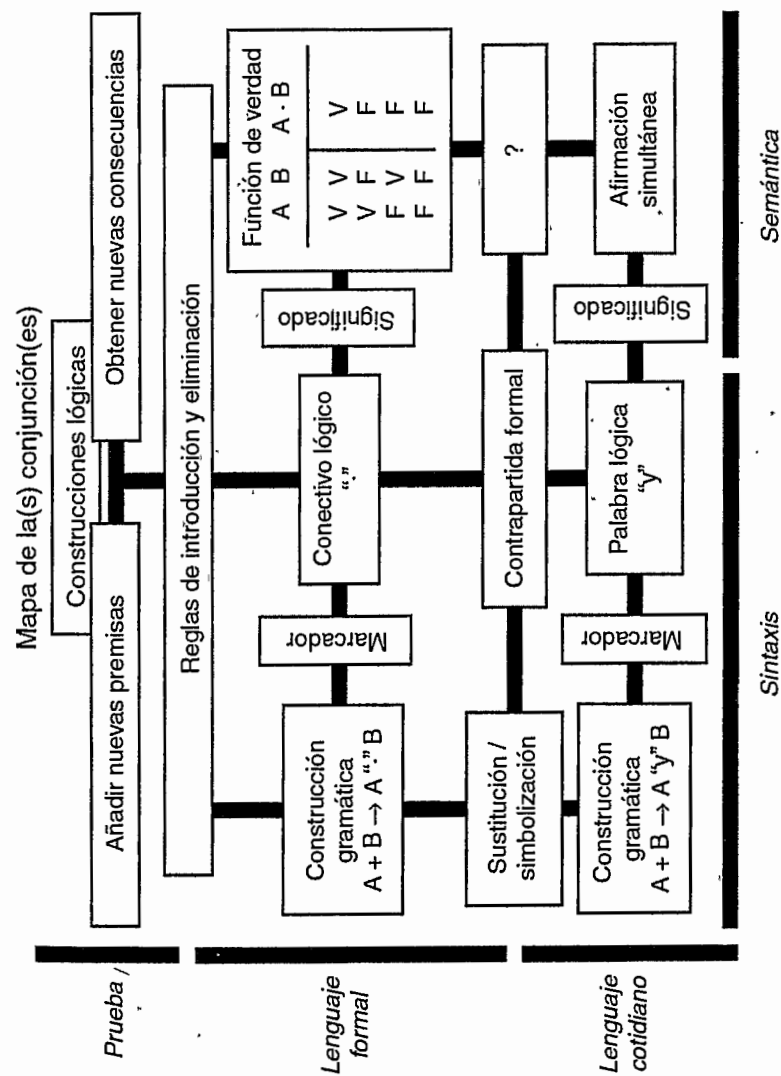 Mapa de la(s) conjunción(es)
Construcciones lógicas
Añadir nuevas premisas
Obtener nuevas consecuencias
Prueba
Reglas de introducción y eliminación
Lenguaje
formal
Construcción
gramática
A + B → A “·” B
Marcador
Conectivo lógico
“·”
Significado
Función de verdad
A B A · B
V V V
V F F
F V F
F F F
Sustitución /
simbolización
Contrapartida formal
?
Lenguaje
cotidiano
Construcción
gramática
A + B → A “y” B
Marcador
Palabra lógica
“y”
Significado
Afirmación
simultánea
Sintaxis
Semántica